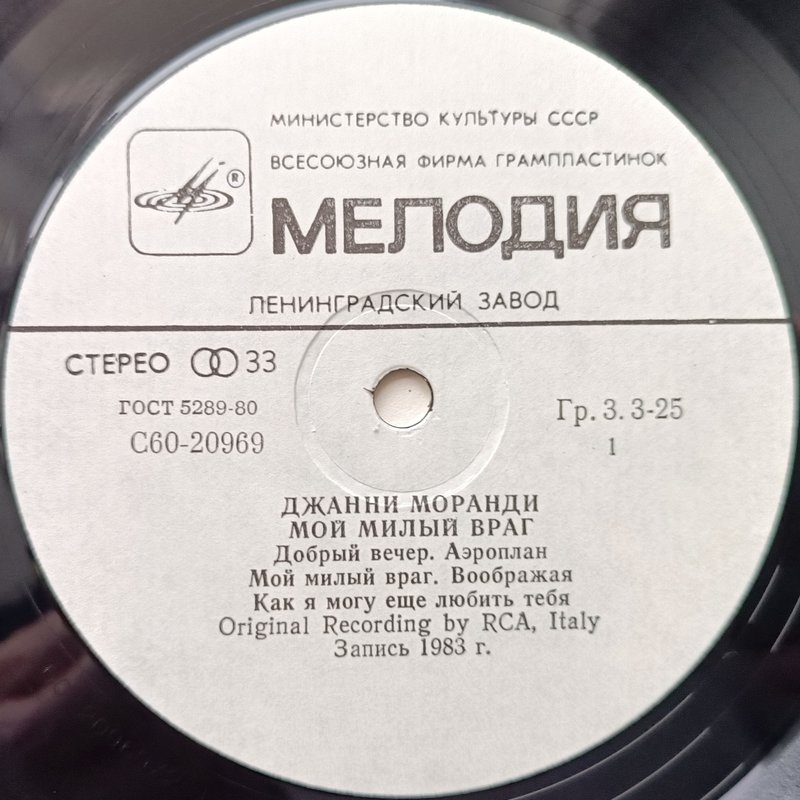 МИНИСТЕРСТВО КУЛЬТУРЫ СССР
ВСЕСОЮЗНАЯ ФИРМА ГРАМПЛАСТИНОК
®
МЕЛОДИЯ
ЛЕНИНГРАДСКИЙ ЗАВОД
СТЕРЕО 33
ГОСТ 5289-80
Гр. 3. 3-25
С60-20969
1
ДЖАННИ МОРАНДИ
МОЙ МИЛЫЙ ВРАГ
Добрый вечер. Аэроплан
Мой милый враг. Воображая
Как я могу еще любить тебя
Original Recording by RCA, Italy
Запись 1983 г.